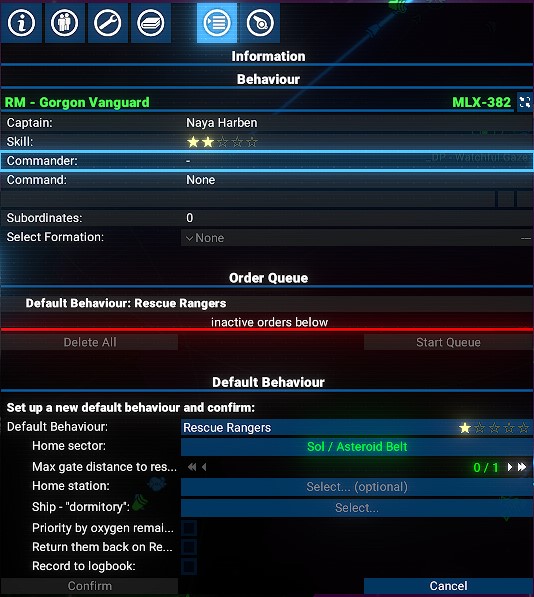 Information
Behaviour
RM - Gorgon Vanguard MLX-382
Captain: Naya Harben
Skill:
Commander: -
_DP - Watchful Gaze
Command: None
Subordinates: 0
Select Formation: None —
Order Queue
Default Behaviour: Rescue Rangers
inactive orders below
Delete All Start Queue
Default Behaviour
Set up a new default behaviour and confirm:
Default Behaviour: Rescue Rangers
Home sector: Sol / Asteroid Belt
Max gate distance to res... 0 / 1
Home station: Select... (optional)
Ship - "dormitory": Select...
Priority by oxygen remai...
Return them back on Re...
Record to logbook:
Confirm Cancel